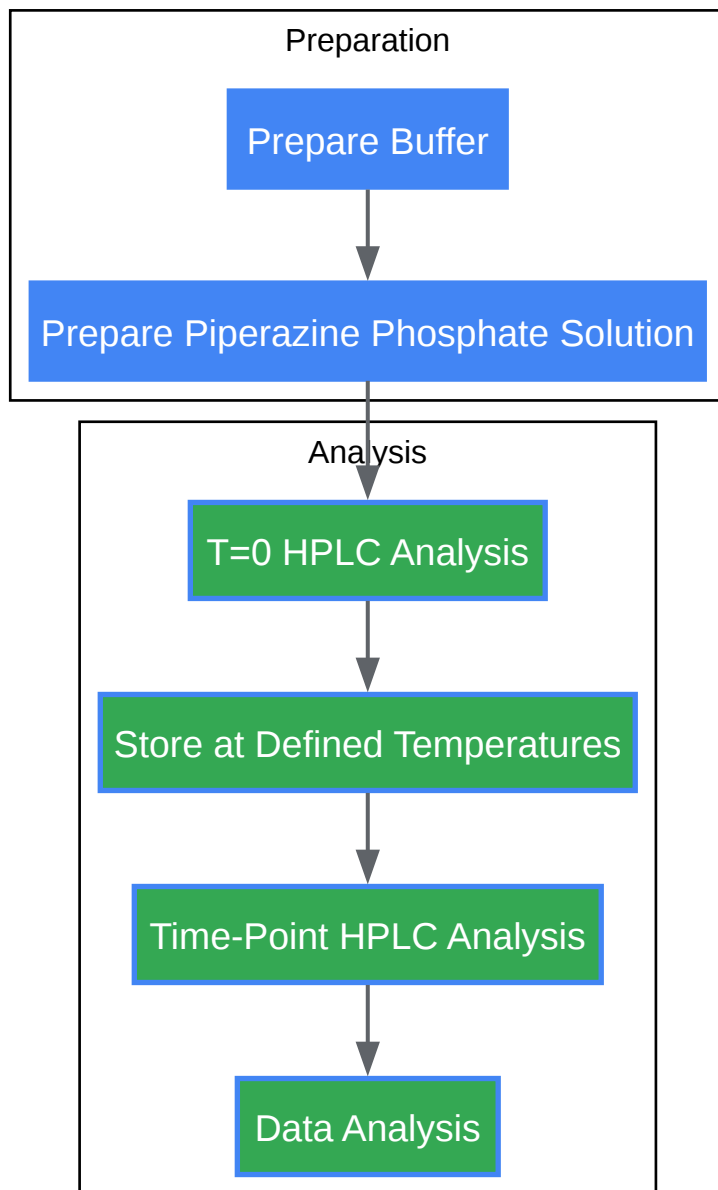 Preparation
Prepare Buffer
Prepare Piperazine Phosphate Solution
Analysis
T=0 HPLC Analysis
Store at Defined Temperatures
Time-Point HPLC Analysis
Data Analysis